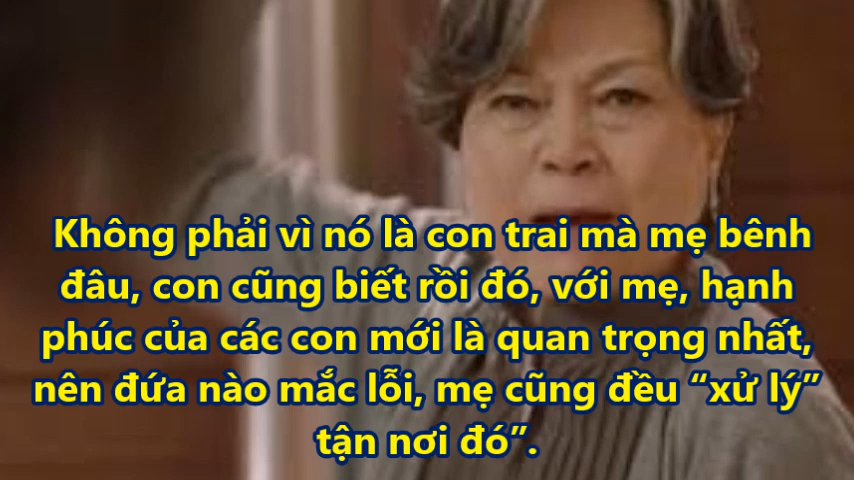 Không phải vì nó là con trai mà mẹ bênh
đâu, con cũng biết rồi đó, với mẹ, hạnh
phúc của các con mới là quan trọng nhất,
nên đứa nào mắc lỗi, mẹ cũng đều “xử lý”
tận nơi đó”.